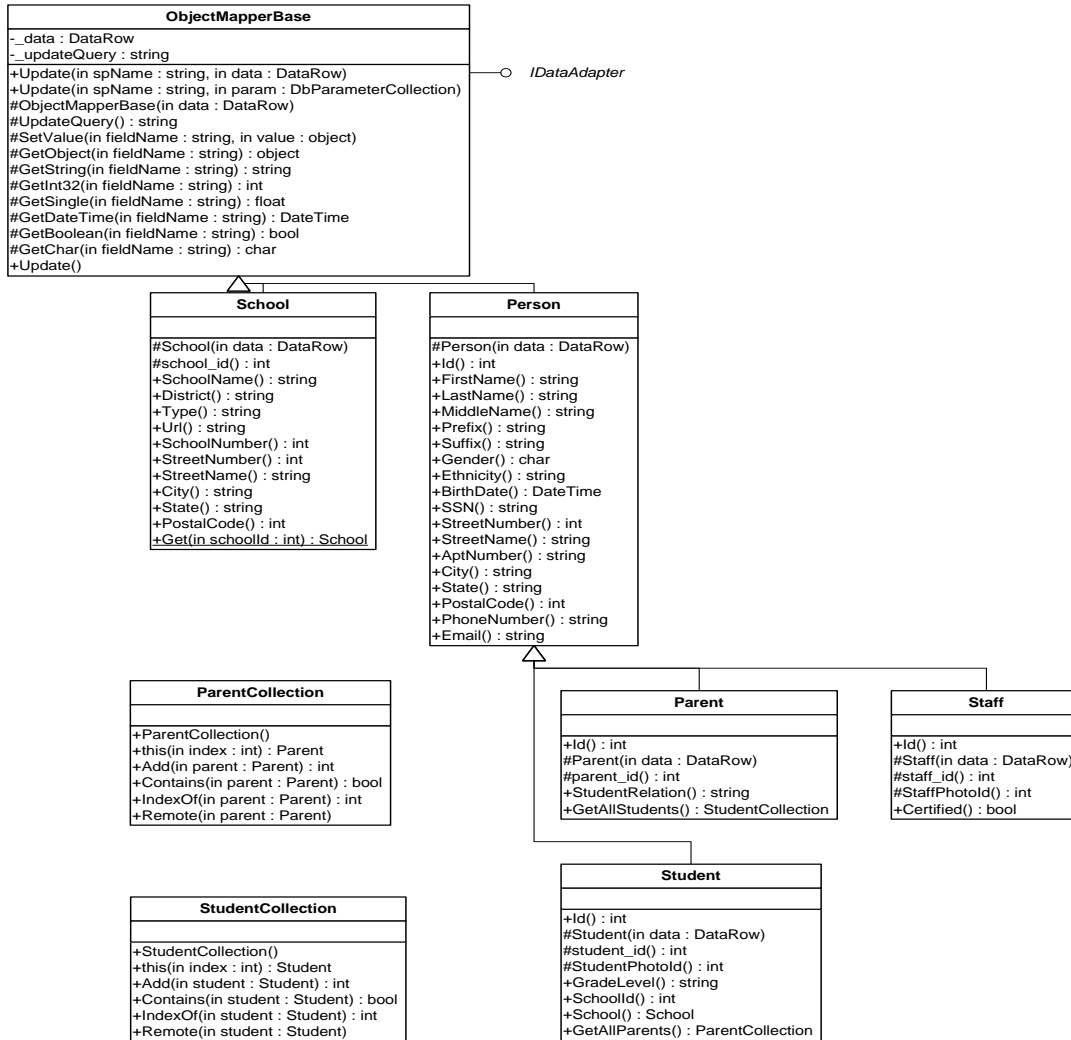 ObjectMapperBase
-_data : DataRow
-_updateQuery : string
+Update(in spName : string, in data : DataRow)
+Update(in spName : string, in param : DbParameterCollection)
#ObjectMapperBase(in data : DataRow)
#UpdateQuery() : string
#SetValue(in fieldName : string, in value : object)
#GetObject(in fieldName : string) : object
#GetString(in fieldName : string) : string
#GetInt32(in fieldName : string) : int
#GetSingle(in fieldName : string) : float
#GetDateTime(in fieldName : string) : DateTime
#GetBoolean(in fieldName : string) : bool
#GetChar(in fieldName : string) : char
+Update()
IDataAdapter
School
#School(in data : DataRow)
#school_id() : int
+SchoolName() : string
+District() : string
+Type() : string
+Url() : string
+SchoolNumber() : int
+StreetNumber() : int
+StreetName() : string
+City() : string
+State() : string
+PostalCode() : int
+Get(in schoolId : int) : School
Person
#Person(in data : DataRow)
+Id() : int
+FirstName() : string
+LastName() : string
+MiddleName() : string
+Prefix() : string
+Suffix() : string
+Gender() : char
+Ethnicity() : string
+BirthDate() : DateTime
+SSN() : string
+StreetNumber() : int
+StreetName() : string
+AptNumber() : string
+City() : string
+State() : string
+PostalCode() : int
+PhoneNumber() : string
+Email() : string
ParentCollection
+ParentCollection()
+this(in index : int) : Parent
+Add(in parent : Parent) : int
+Contains(in parent : Parent) : bool
+IndexOf(in parent : Parent) : int
+Remote(in parent : Parent)
Parent
+Id() : int
#Parent(in data : DataRow)
#parent_id() : int
+StudentRelation() : string
+GetAllStudents() : StudentCollection
Staff
+Id() : int
#Staff(in data : DataRow)
#staff_id() : int
#StaffPhotoId() : int
+Certified() : bool
StudentCollection
+StudentCollection()
+this(in index : int) : Student
+Add(in student : Student) : int
+Contains(in student : Student) : bool
+IndexOf(in student : Student) : int
+Remote(in student : Student)
Student
+Id() : int
#Student(in data : DataRow)
#student_id() : int
#StudentPhotoId() : int
+GradeLevel() : string
+SchoolId() : int
+School() : School
+GetAllParents() : ParentCollection